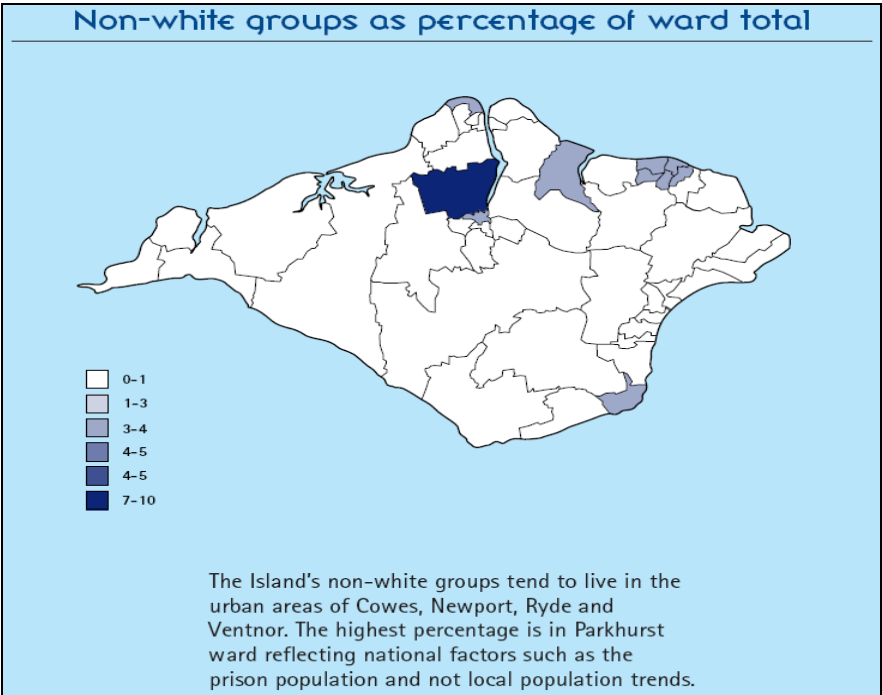 Non-white groups as percentage of ward total
0-1
1-3
3-4
4-5
4-5
7-10
The Island's non-white groups tend to live in the
urban areas of Cowes, Newport, Ryde and
Ventnor. The highest percentage is in Parkhurst
ward reflecting national factors such as the
prison population and not local population trends.